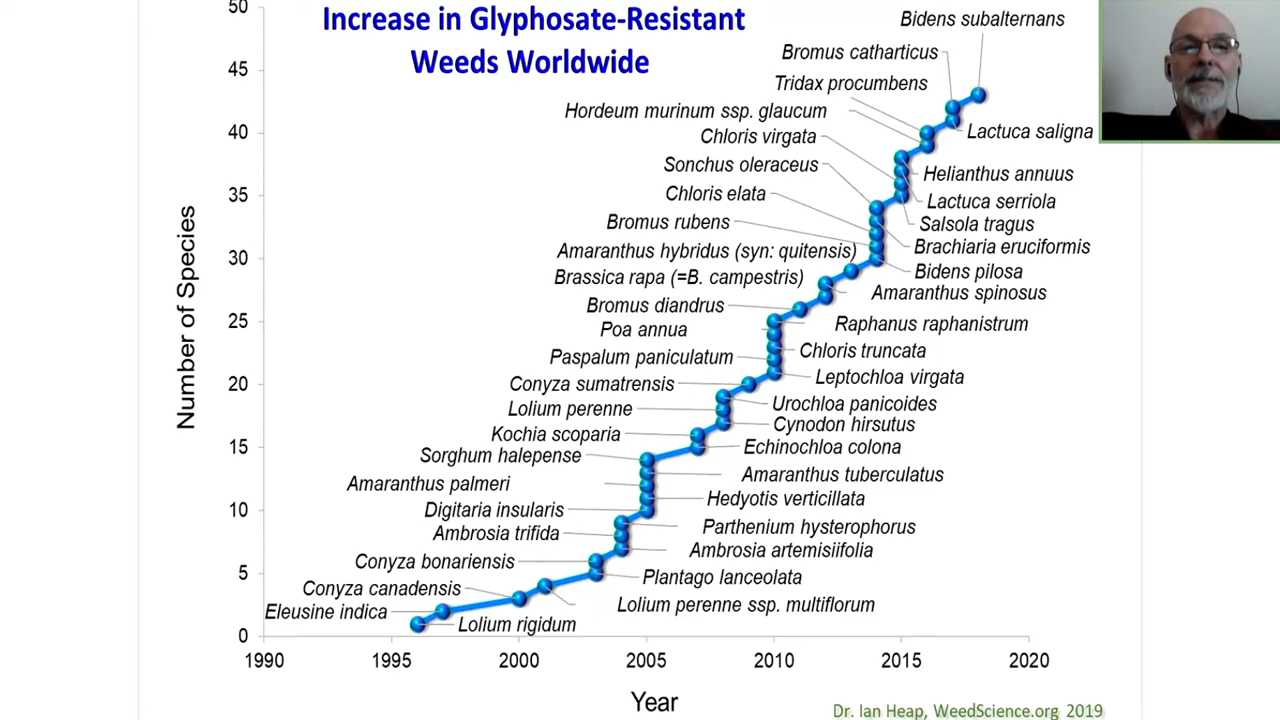 Increase in Glyphosate-Resistant
Weeds Worldwide
Number of Species
50
45
40
35
30
25
20
15
10
5
0
Bidens subalternans
Bromus catharticus
Tridax procumbens
Hordeum murinum ssp. glaucum
Lactuca saligna
Chloris virgata
Sonchus oleraceus
Helianthus annuus
Chloris elata
Lactuca serriola
Bromus rubens
Salsola tragus
Amaranthus hybridus (syn: quitensis)
Brachiaria eruciformis
Brassica rapa (=B. campestris)
Bidens pilosa
Bromus diandrus
Amaranthus spinosus
Poa annua
Raphanus raphanistrum
Paspalum paniculatum
Chloris truncata
Conyza sumatrensis
Leptochloa virgata
Lolium perenne
Urochloa panicoides
Kochia scoparia
Cynodon hirsutus
Sorghum halepense
Echinochloa colona
Amaranthus palmeri
Amaranthus tuberculatus
Digitaria insularis
Hedyotis verticillata
Ambrosia trifida
Parthenium hysterophorus
Conyza bonariensis
Ambrosia artemisiifolia
Conyza canadensis
Plantago lanceolata
Eleusine indica
Lolium perenne ssp. multiflorum
Lolium rigidum
1990 1995 2000 2005 2010 2015 2020
Year
Dr. Ian Heap, WeedScience.org 2019